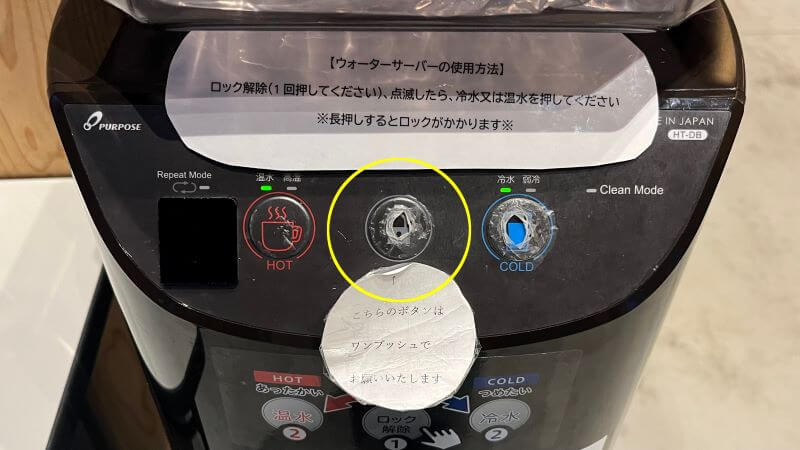 【ウォーターサーバーの使用方法】
ロック解除(1回押してください)、点滅したら、冷水又は温水を押してください
※長押しするとロックがかかります※
PURPOSE
E IN JAPAN
HT-DB
Repeat Mode
温水 高温
冷水 弱冷
Clean Mode
HOT
COLD
↑
こちらのボタンは
ワンプッシュで
お願いいたします
HOT
あったかい
温水
2
ロック
解除
1
COLD
つめたい
冷水
2